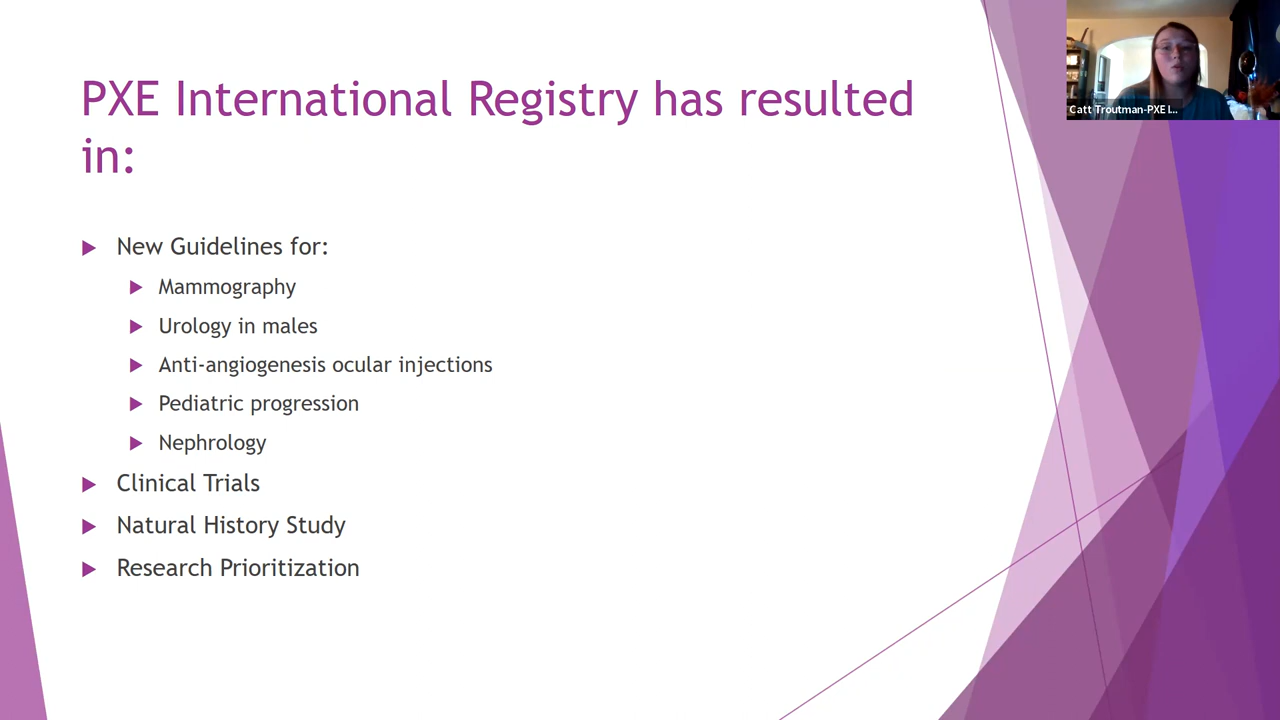 PXE International Registry has resulted
in:
New Guidelines for:
Mammography
Urology in males
Anti-angiogenesis ocular injections
Pediatric progression
Nephrology
Clinical Trials
Natural History Study
Research Prioritization
Catt Troutman-PXE I...